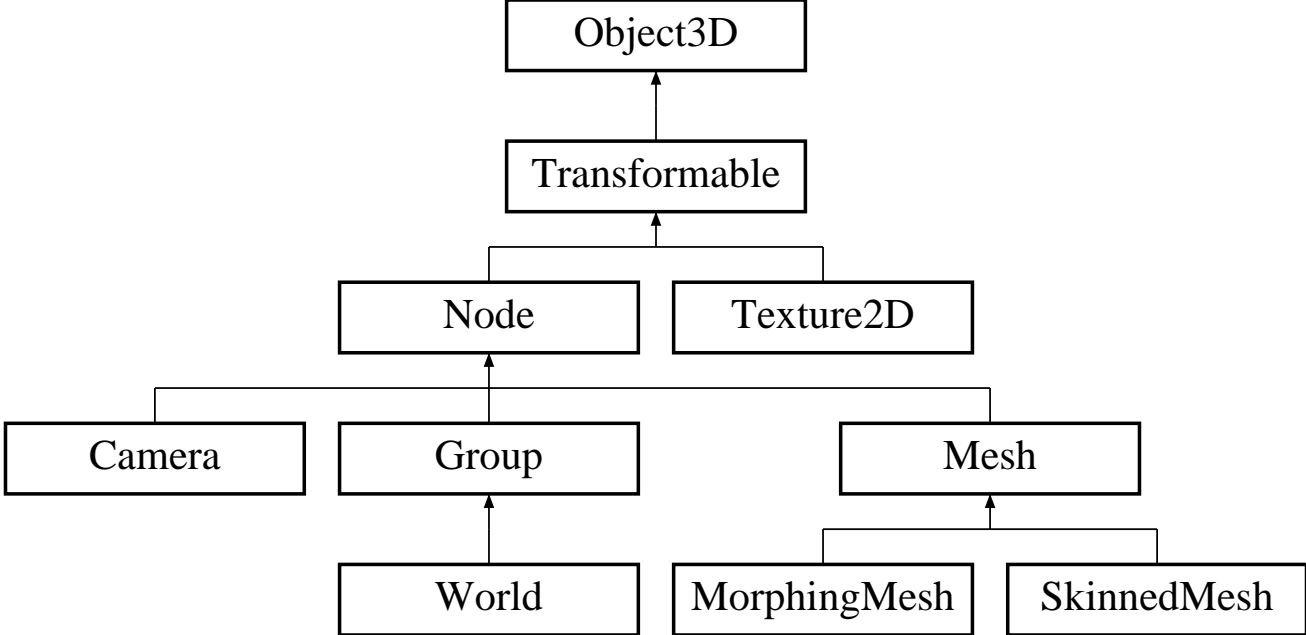 Object3D
Transformable
Node
Texture2D
Camera
Group
Mesh
World
MorphingMesh
SkinnedMesh